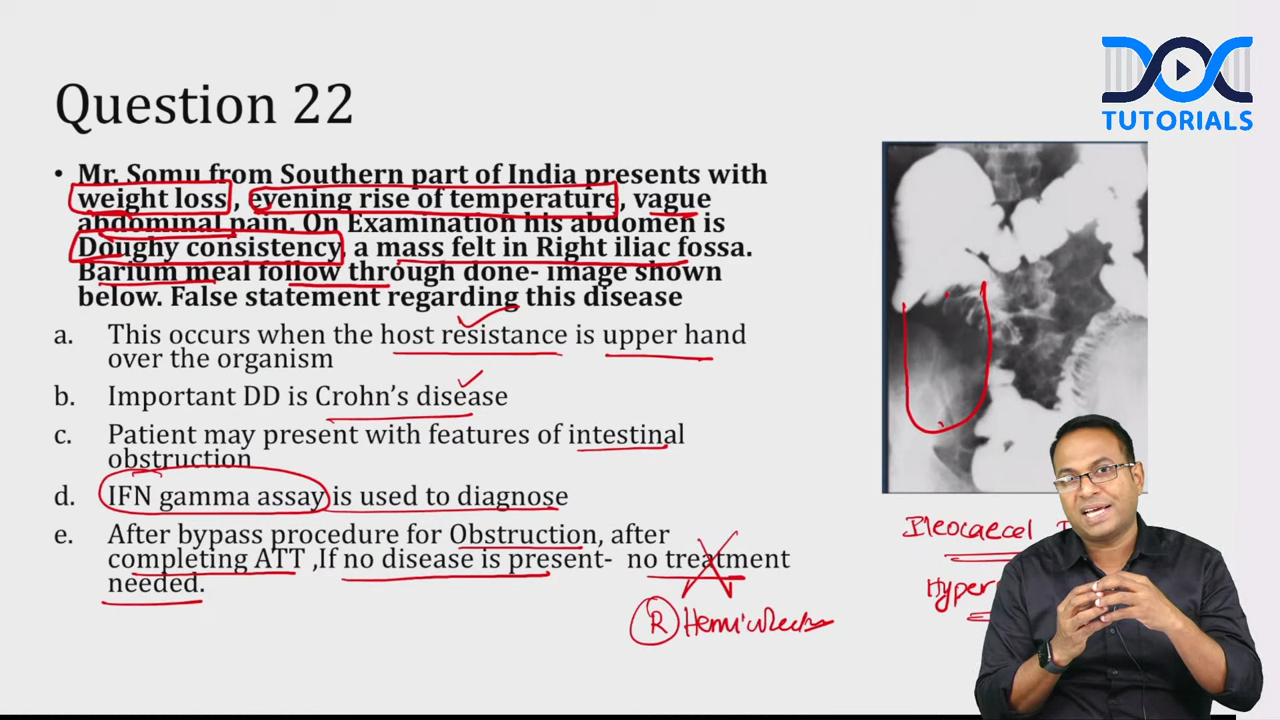 DOC
TUTORIALS
Question 22
• Mr. Somu from Southern part of India presents with
weight loss , evening rise of temperature, vague
abdominal pain. On Examination his abdomen is
Doughy consistency, a mass felt in Right iliac fossa.
Barium meal follow through done- image shown
below. False statement regarding this disease
a. This occurs when the host resistance is upper hand
over the organism
b. Important DD is Crohn’s disease
c. Patient may present with features of intestinal
obstruction
d. IFN gamma assay is used to diagnose
e. After bypass procedure for Obstruction, after
completing ATT ,If no disease is present- no treatment
needed.
R
Ileocaecal
Hyper